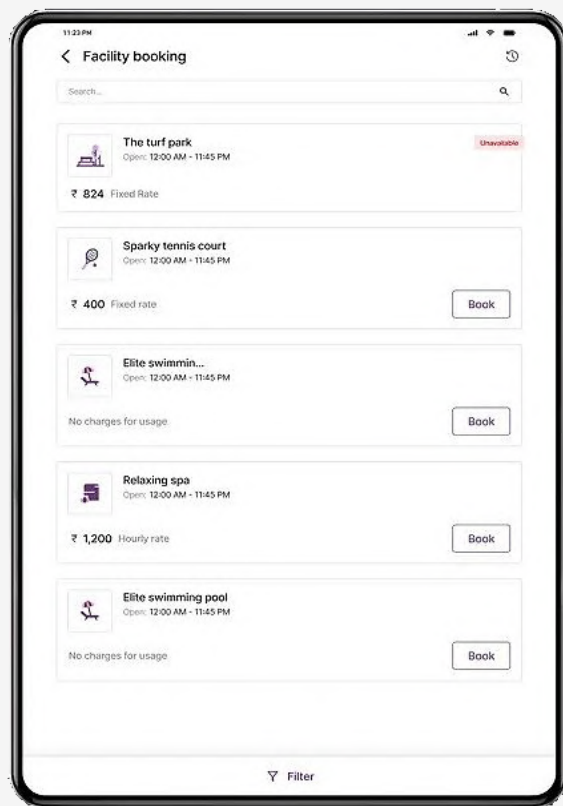 11:23 PM
Facility booking
Search...
The turf park
Unavailable
Open: 12:00 AM - 11:45 PM
₹ 824 Fixed Rate
Sparky tennis court
Open: 12:00 AM - 11:45 PM
₹ 400 Fixed rate
Book
Elite swimmin...
Open: 12:00 AM - 11:45 PM
No charges for usage
Book
Relaxing spa
Open: 12:00 AM - 11:45 PM
₹ 1,200 Hourly rate
Book
Elite swimming pool
Open: 12:00 AM - 11:45 PM
No charges for usage
Book
Filter